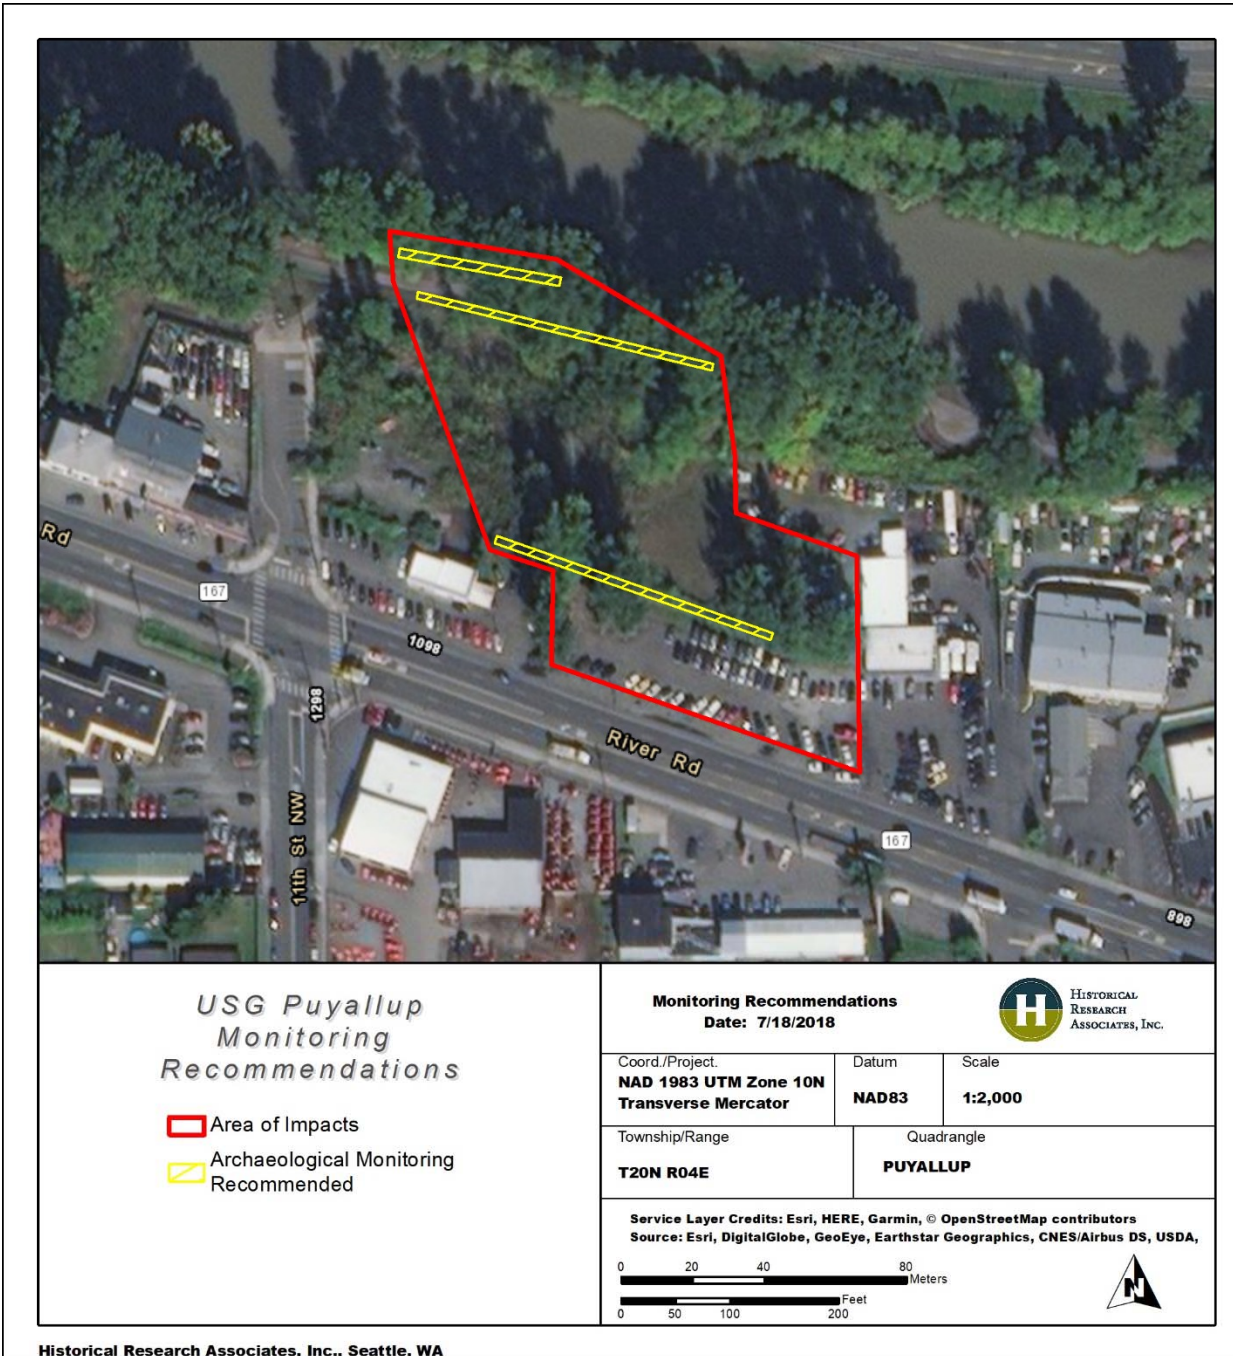 Rd
167
1098
1298
River Rd
11th St NW
167
898
USG Puyallup
Monitoring
Recommendations
Area of Impacts
Archaeological Monitoring
Recommended
Monitoring Recommendations
Date: 7/18/2018
H
HISTORICAL
RESEARCH
ASSOCIATES, INC.
Coord./Project.
NAD 1983 UTM Zone 10N
Transverse Mercator
Datum
NAD83
Scale
1:2,000
Township/Range
T20N R04E
Quadrangle
PUYALLUP
Service Layer Credits: Esri, HERE, Garmin, © OpenStreetMap contributors
Source: Esri, DigitalGlobe, GeoEye, Earthstar Geographics, CNES/Airbus DS, USDA,
0 20 40 80
Meters
Feet
0 50 100 200
N
Historical Research Associates, Inc., Seattle, WA